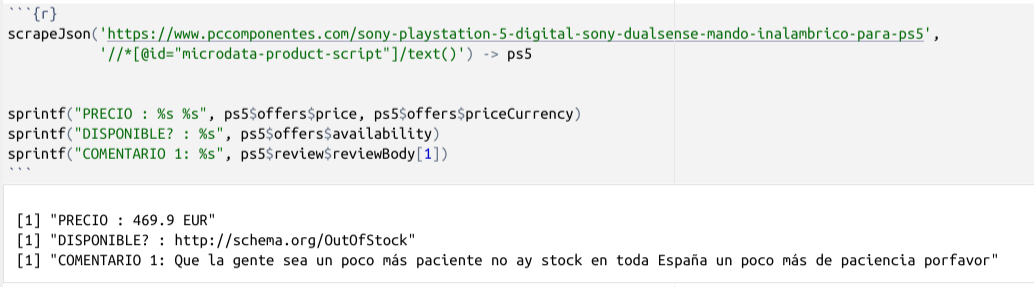 ```{r}
scrapeJson('https://www.pccomponentes.com/sony-playstation-5-digital-sony-dualsense-mando-inalambrico-para-ps5',
'//*[@id="microdata-product-script"]/text()') -> ps5
sprintf("PRECIO : %s %s", ps5$offers$price, ps5$offers$priceCurrency)
sprintf("DISPONIBLE? : %s", ps5$offers$availability)
sprintf("COMENTARIO 1: %s", ps5$review$reviewBody[1])
```
[1] "PRECIO : 469.9 EUR"
[1] "DISPONIBLE? : http://schema.org/OutOfStock"
[1] "COMENTARIO 1: Que la gente sea un poco más paciente no ay stock en toda España un poco más de paciencia porfavor"